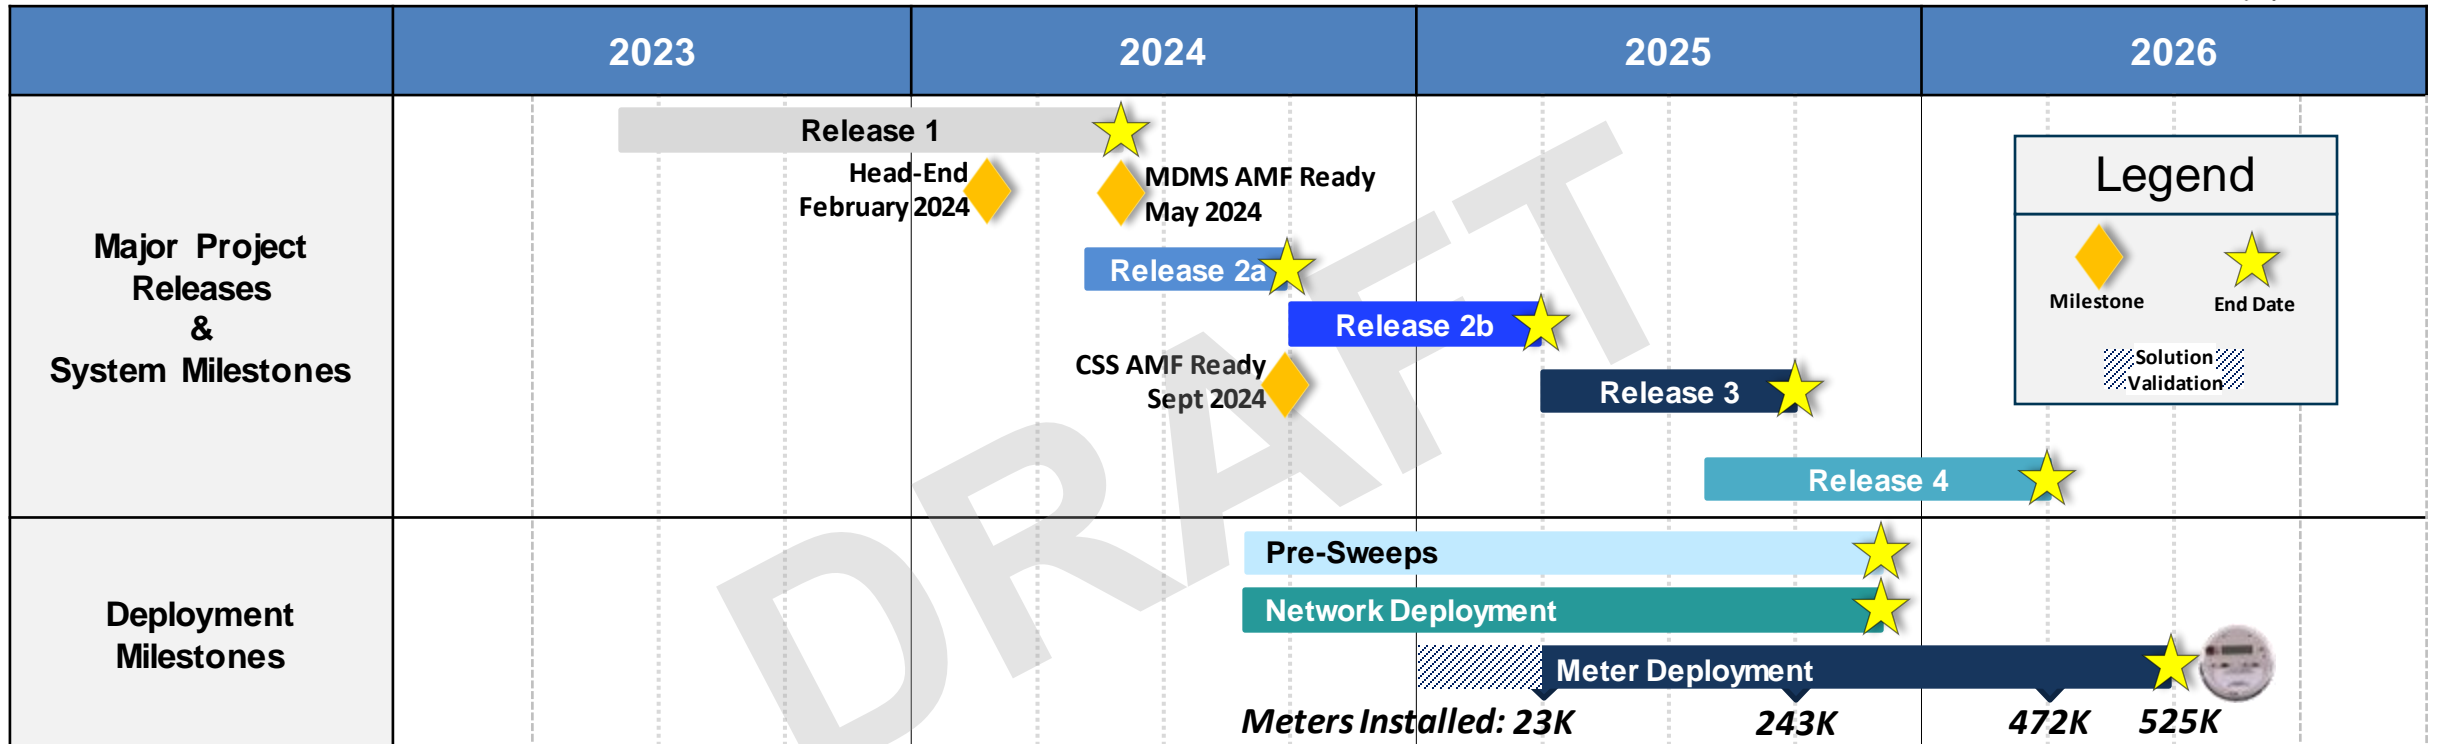 2023
2024
2025
2026
Major Project
Releases
&
System Milestones
Release 1
Head-End
February 2024
MDMS AMF Ready
May 2024
Release 2a
Release 2b
CSS AMF Ready
Sept 2024
Release 3
Release 4
Legend
Milestone
End Date
Solution
Validation
DRAFT
Deployment
Milestones
Pre-Sweeps
Network Deployment
Meter Deployment
Meters Installed: 23K 243K 472K 525K